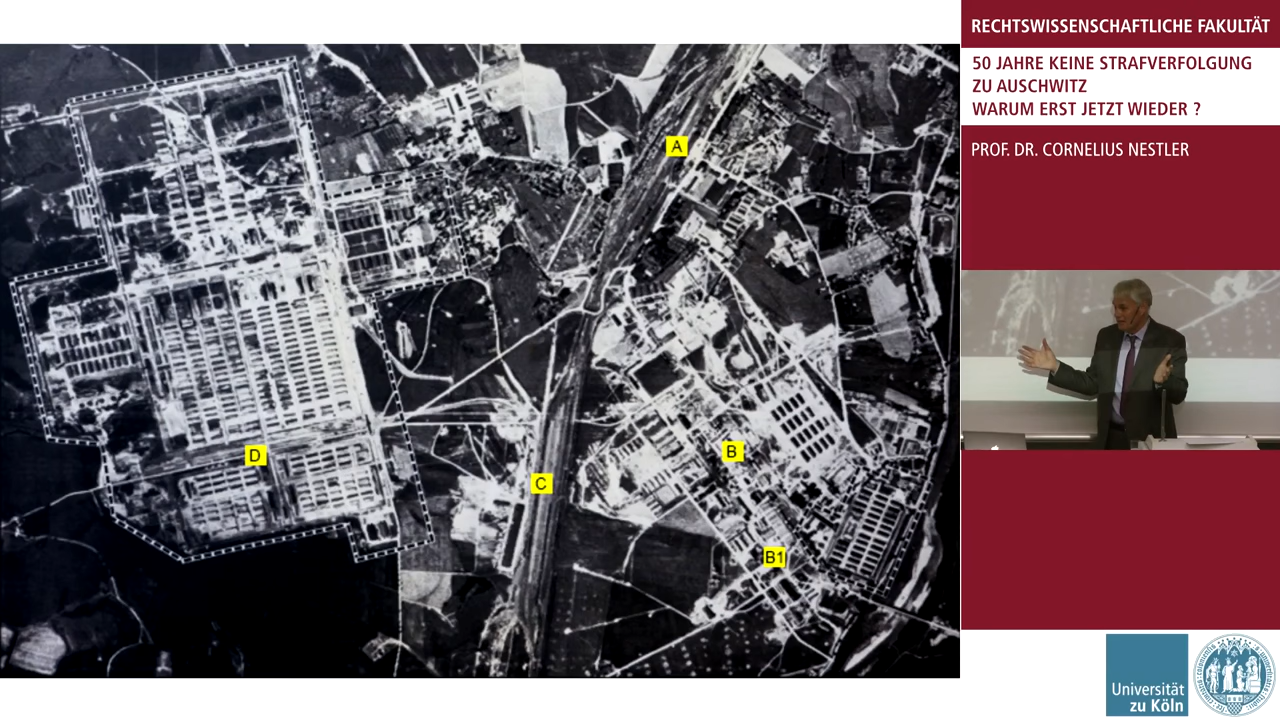 RECHTSWISSENSCHAFTLICHE FAKULTÄT
50 JAHRE KEINE STRAFVERFOLGUNG
ZU AUSCHWITZ
WARUM ERST JETZT WIEDER ?
PROF. DR. CORNELIUS NESTLER
A
B
C
D
B1
Universität
zu Köln